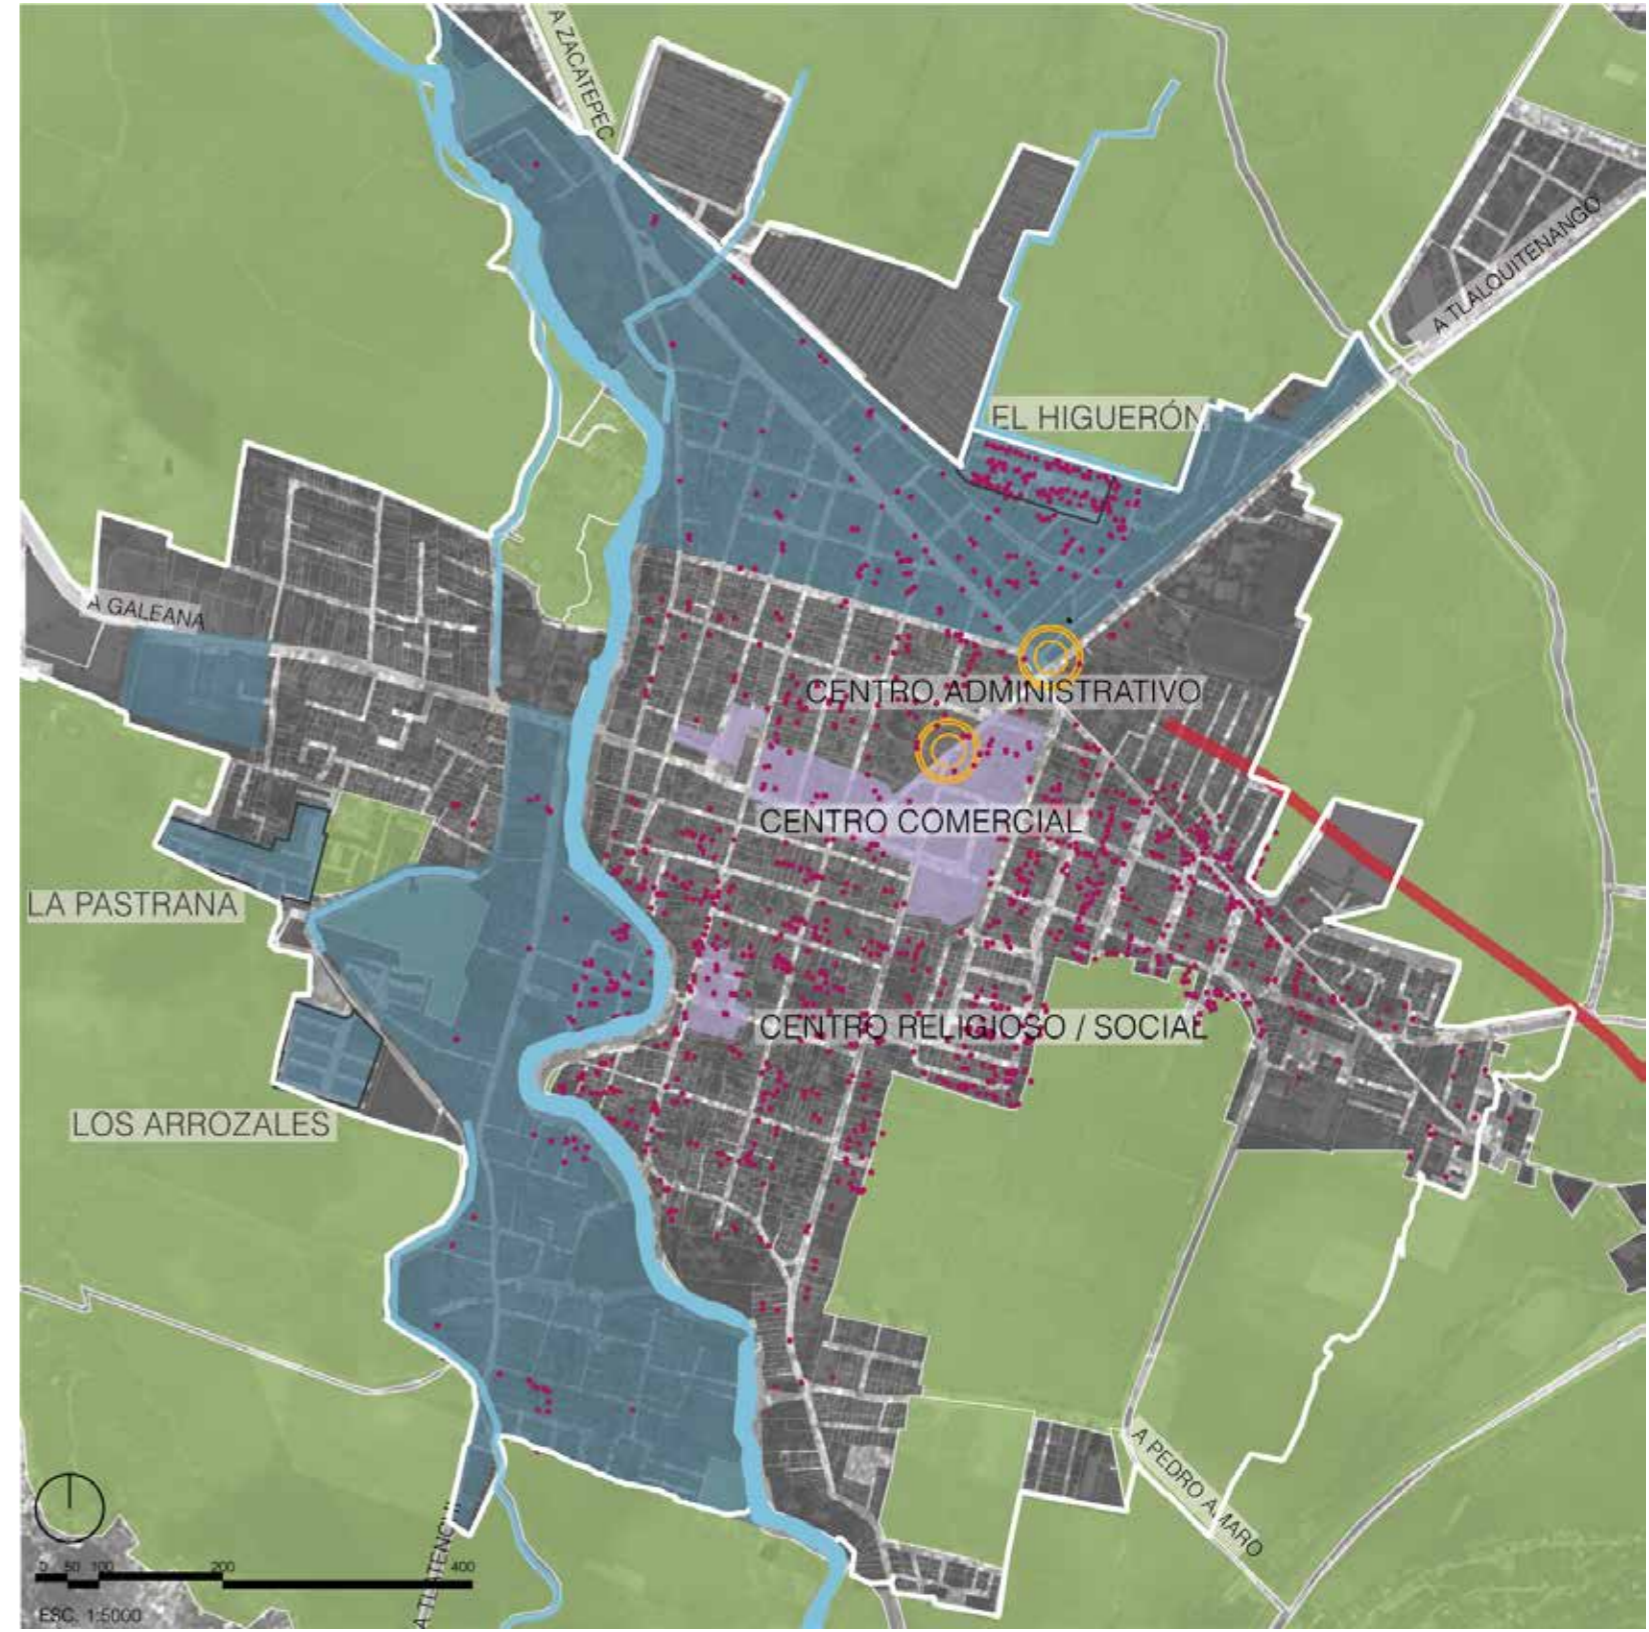 A ZACATEPEC
A TLALQUITENANGO
EL HIGUERÓN
A GALEANA
CENTRO ADMINISTRATIVO
CENTRO COMERCIAL
LA PASTRANA
CENTRO RELIGIOSO / SOCIAL
LOS ARROZALES
A PEDRO AMARO
0 50 100 200 400
ESC. 1:5000